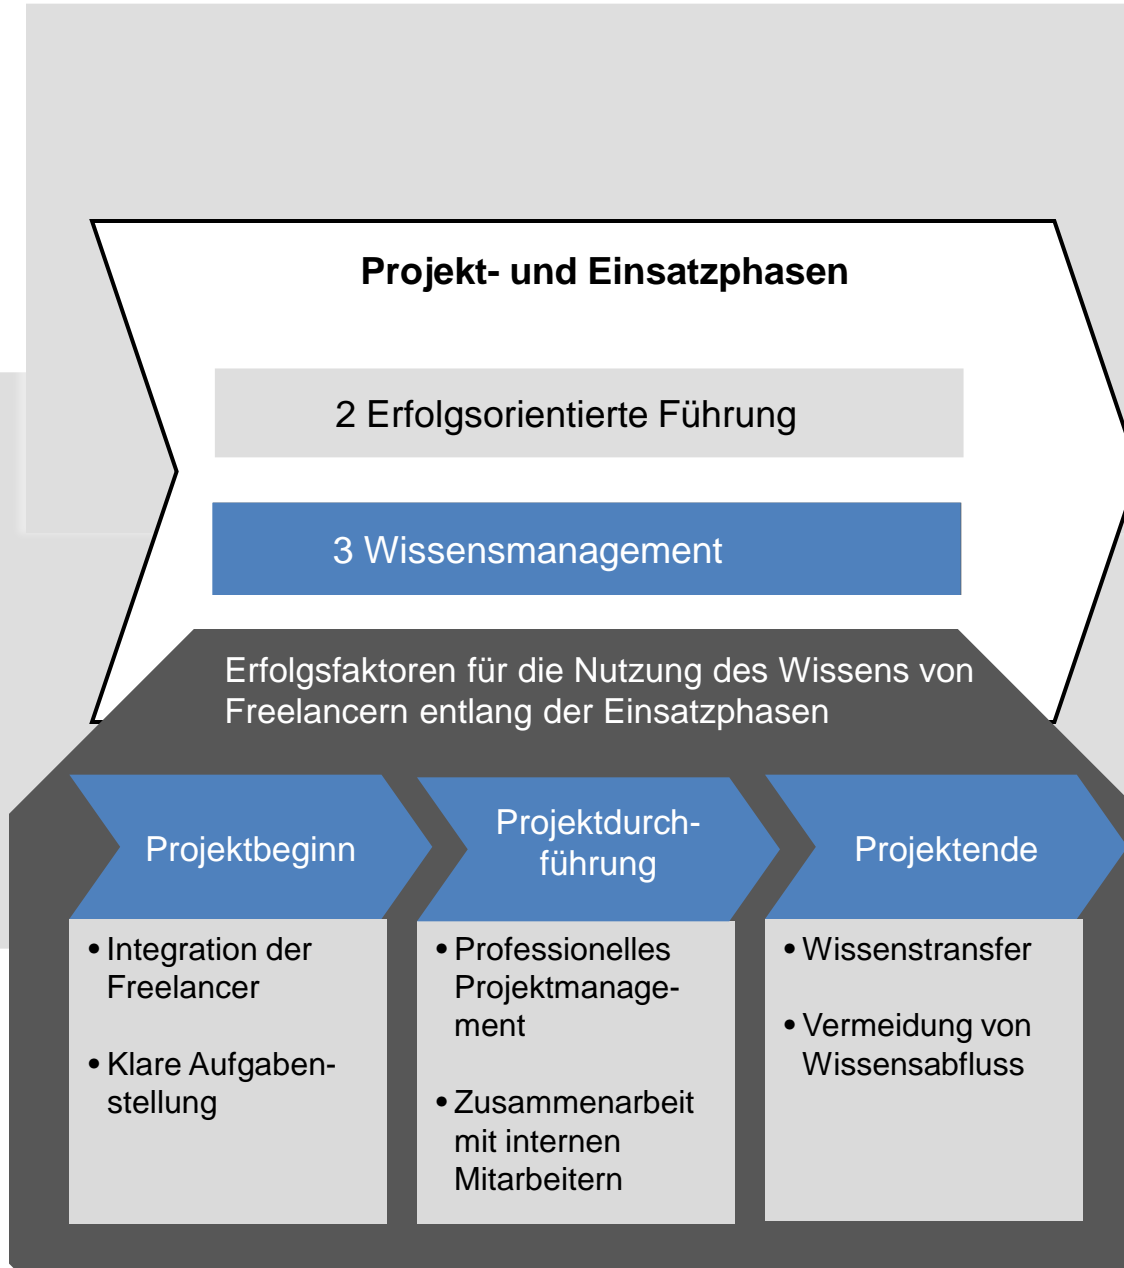 Projekt- und Einsatzphasen
2 Erfolgsorientierte Führung
3 Wissensmanagement
Erfolgsfaktoren für die Nutzung des Wissens von
Freelancern entlang der Einsatzphasen
Projektbeginn
• Integration der
Freelancer
• Klare Aufgaben-
stellung
Projektdurch-
führung
• Professionelles
Projektmanage-
ment
• Zusammenarbeit
mit internen
Mitarbeitern
Projektende
• Wissenstransfer
• Vermeidung von
Wissensabfluss